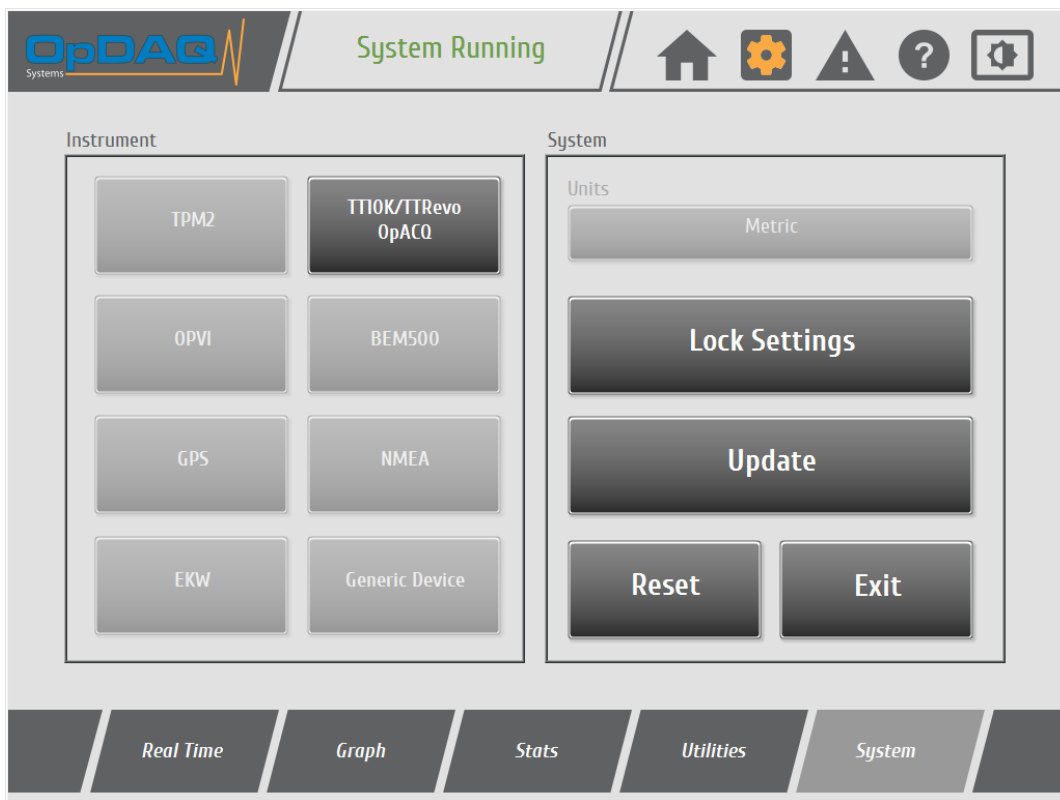 OpDAQ
Systems
System Running
?
Instrument
System
TPM2
TT10K/TTRevo
OpACQ
OPVI
BEM500
GPS
NMEA
EKW
Generic Device
Units
Metric
Lock Settings
Update
Reset
Exit
Real Time
Graph
Stats
Utilities
System